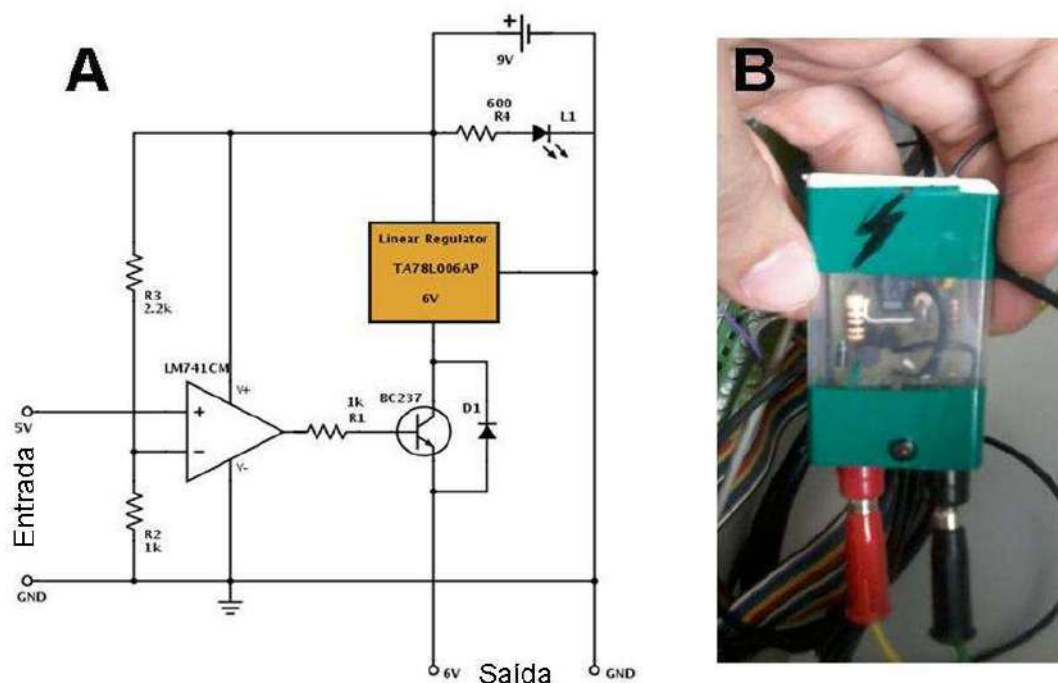 A
B
+
9V
600
R4
L1
Linear Regulator
TA78L006AP
6V
R3
2.2k
LM741CM
V+
1k
R1
BC237
D1
+
5V
−
V-
Entrada
R2
1k
GND
6V
Saída
GND